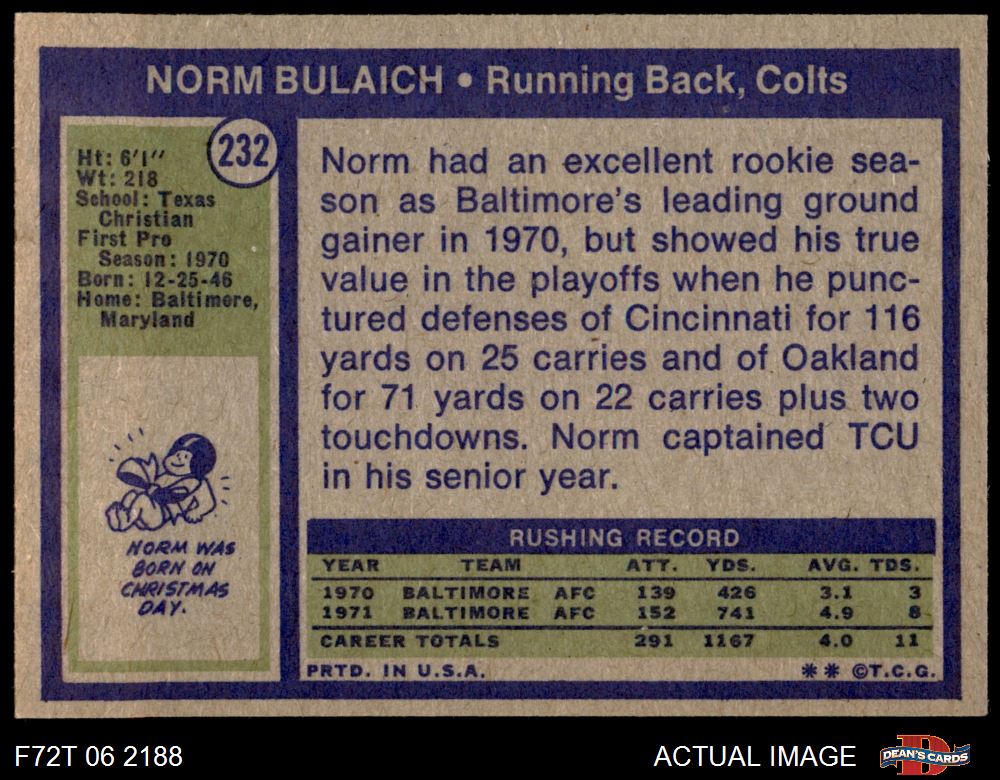 NORM BULAICH • Running Back, Colts
232
Ht: 6'1"
Wt: 218
School: Texas
Christian
First Pro
Season: 1970
Born: 12-25-46
Home: Baltimore,
Maryland
NORM WAS
BORN ON
CHRISTMAS
DAY.
Norm had an excellent rookie sea-
son as Baltimore's leading ground
gainer in 1970, but showed his true
value in the playoffs when he punc-
tured defenses of Cincinnati for 116
yards on 25 carries and of Oakland
for 71 yards on 22 carries plus two
touchdowns. Norm captained TCU
in his senior year.
RUSHING RECORD
YEAR TEAM ATT. YDS. AVG. TDS.
1970 BALTIMORE AFC 139 426 3.1 3
1971 BALTIMORE AFC 152 741 4.9 8
CAREER TOTALS 291 1167 4.0 11
PRTD. IN U.S.A. ** ©T.C.G.
F72T 06 2188 ACTUAL IMAGE DEAN'S CARDS